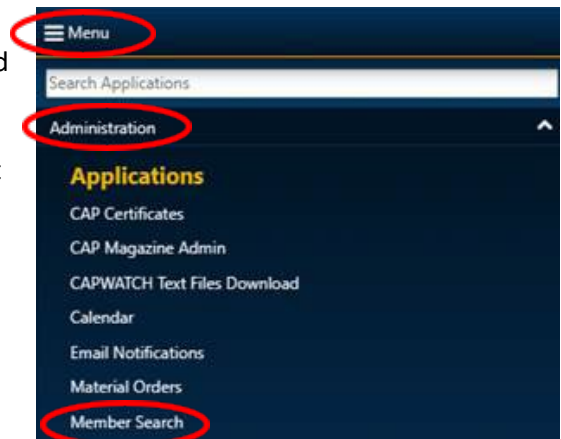 Menu
Search Applications
Administration
Applications
CAP Certificates
CAP Magazine Admin
CAPWATCH Text Files Download
Calendar
Email Notifications
Material Orders
Member Search